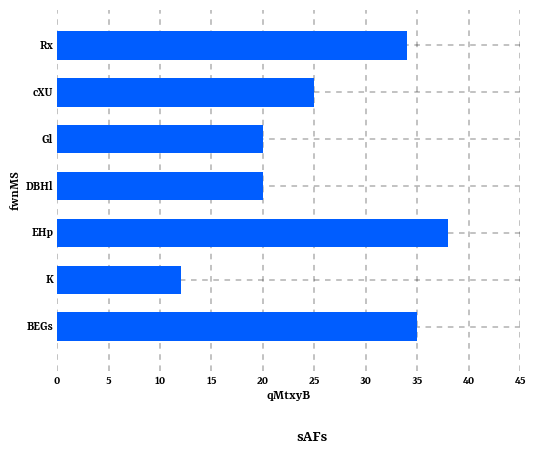 Rx
cXU
Gl
DBHl
EHp
K
BEGs
fwnMS
0 5 10 15 20 25 30 35 40 45
qMtxyB
sAFs